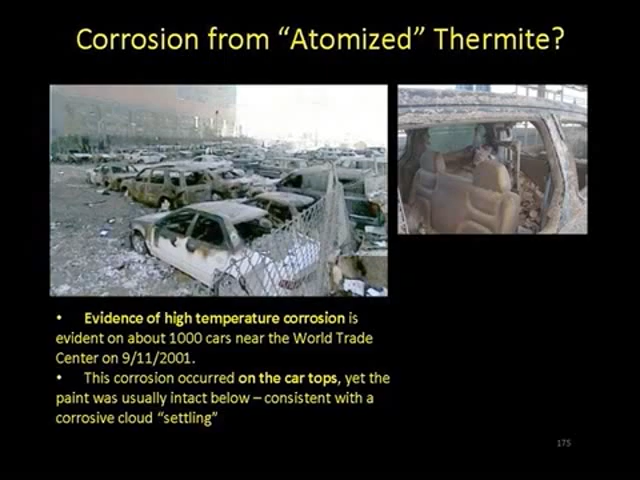 Corrosion from “Atomized” Thermite?
• Evidence of high temperature corrosion is
evident on about 1000 cars near the World Trade
Center on 9/11/2001.
• This corrosion occurred on the car tops, yet the
paint was usually intact below – consistent with a
corrosive cloud “settling”
175